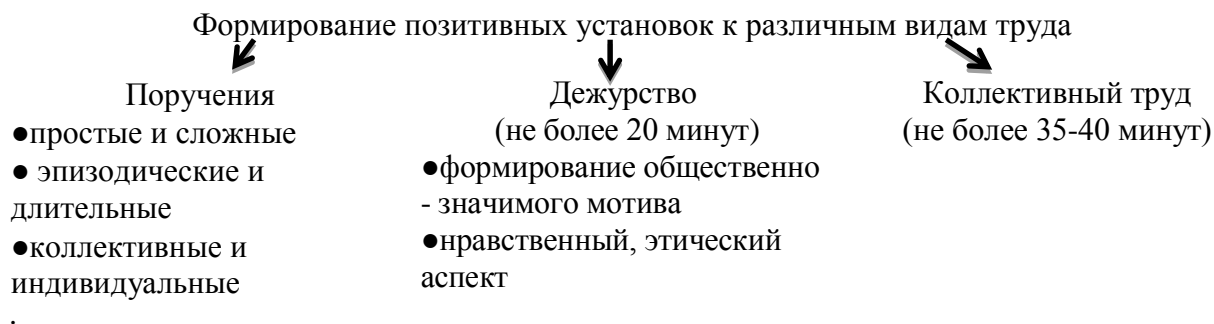 Формирование позитивных установок к различным видам труда
Поручения
●простые и сложные
● эпизодические и
длительные
●коллективные и
индивидуальные
.
Дежурство
(не более 20 минут)
●формирование общественно
- значимого мотива
●нравственный, этический
аспект
Коллективный труд
(не более 35-40 минут)